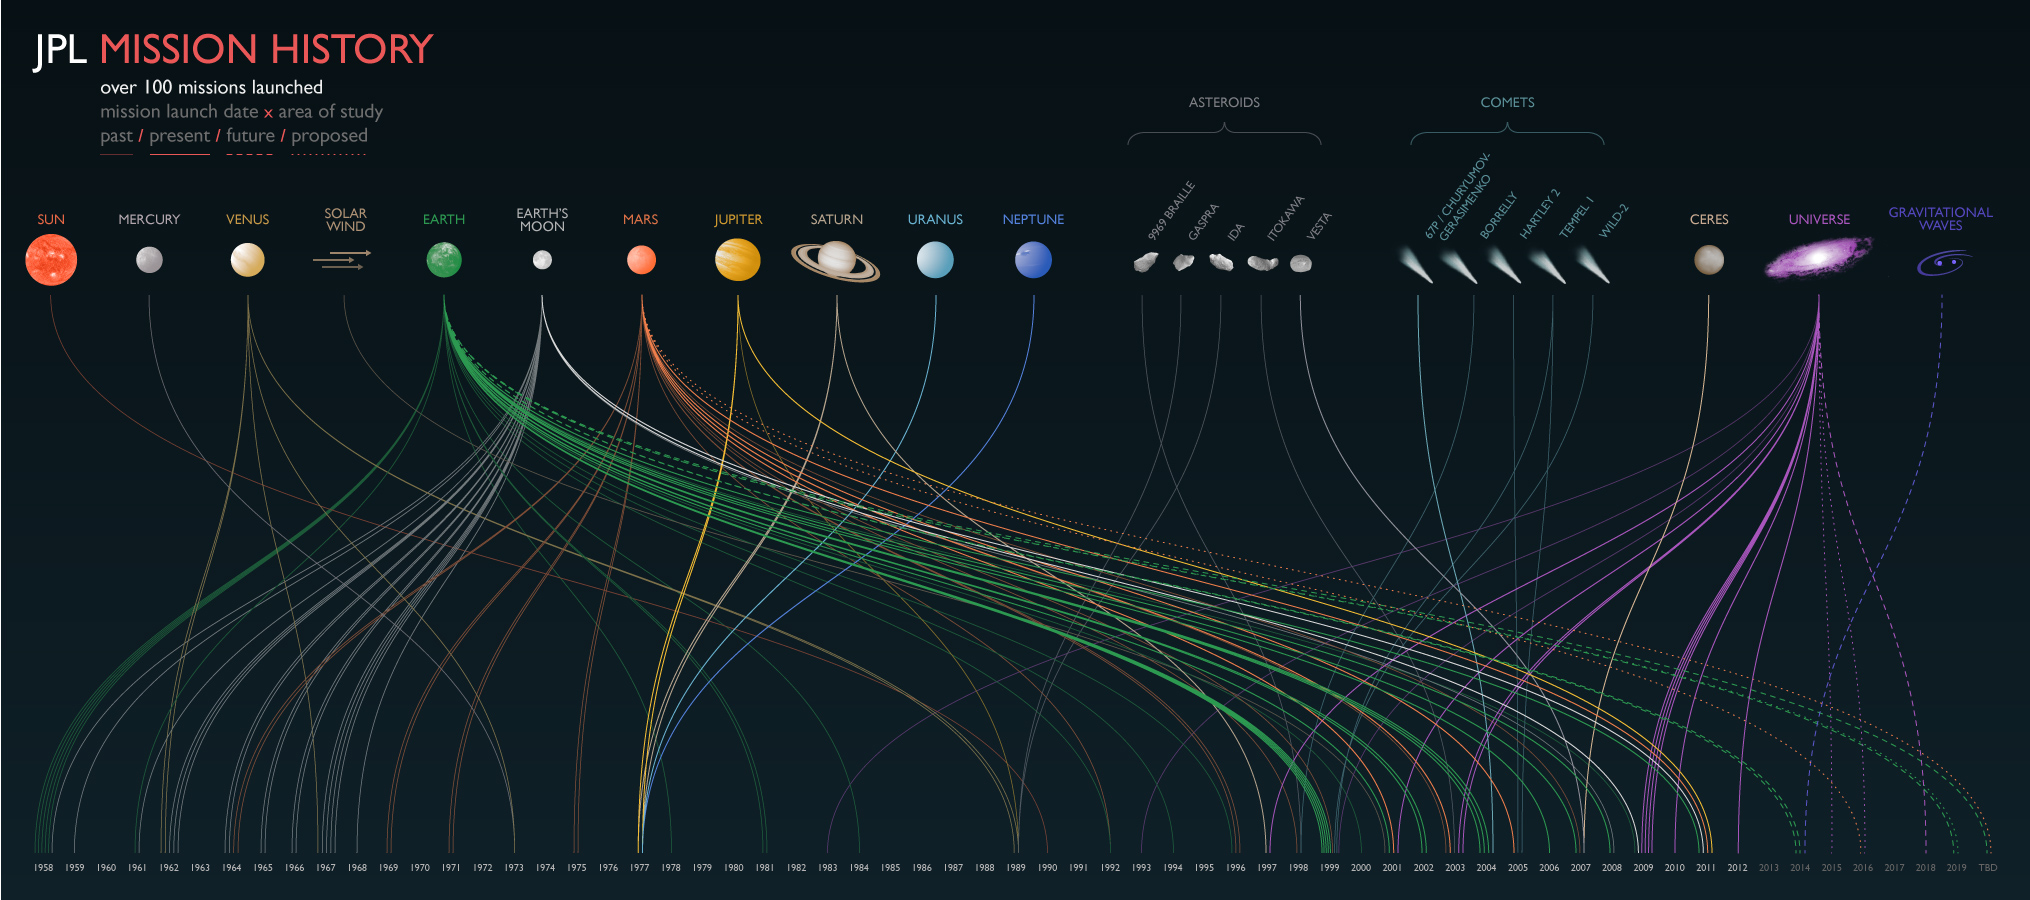 JPL MISSION HISTORY
over 100 missions launched
mission launch date x area of study
past / present / future / proposed
ASTEROIDS
COMETS
SUN
MERCURY
VENUS
SOLAR
WIND
EARTH
EARTH'S
MOON
MARS
JUPITER
SATURN
URANUS
NEPTUNE
9969 BRAILLE
GASPRA
IDA
ITOKAWA
VESTA
67P / CHURYUMOV-
GERASIMENKO
BORRELLY
HARTLEY 2
TEMPEL 1
WILD-2
CERES
UNIVERSE
GRAVITATIONAL
WAVES
1958 1959 1960 1961 1962 1963 1964 1965 1966 1967 1968 1969 1970 1971 1972 1973 1974 1975 1976 1977 1978 1979 1980 1981 1982 1983 1984 1985 1986 1987 1988 1989 1990 1991 1992 1993 1994 1995 1996 1997 1998 1999 2000 2001 2002 2003 2004 2005 2006 2007 2008 2009 2010 2011 2012 2013 2014 2015 2016 2017 2018 2019 TBD